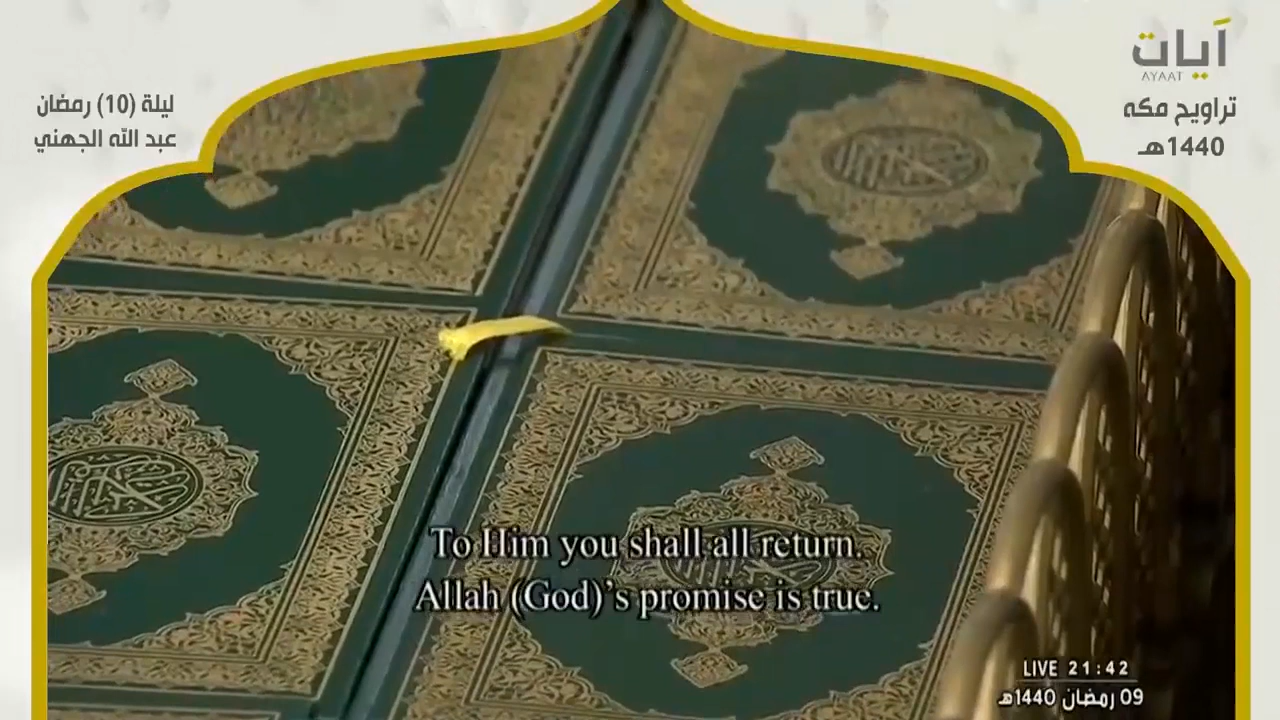 آيات
AYAAT
تراويح مكه
1440هـ
ليلة (10) رمضان
عبد الله الجهني
To Him you shall all return.
Allah (God)'s promise is true.
LIVE 21:42
09 رمضان 1440هـ